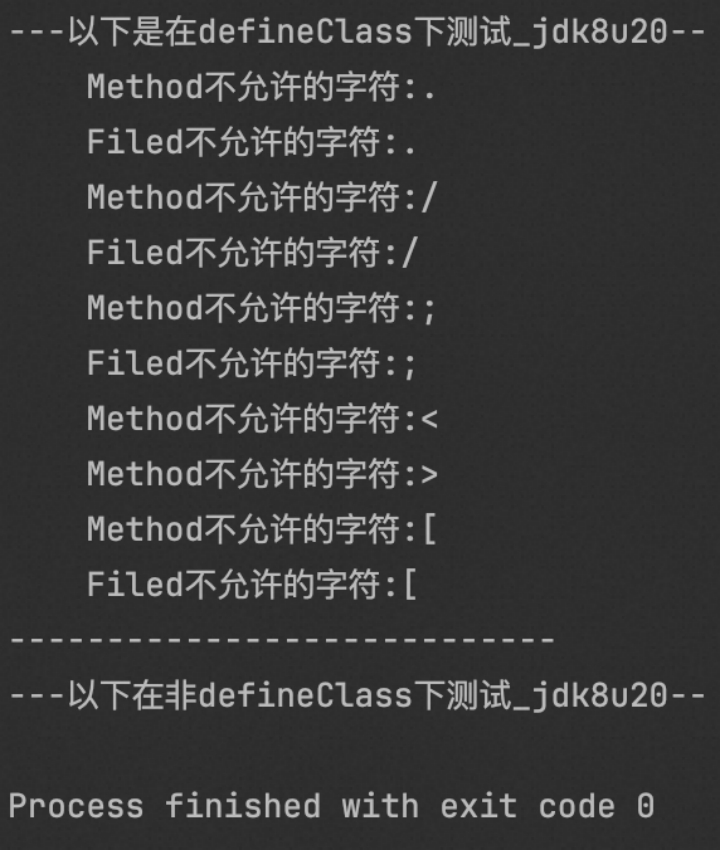 ---以下是在defineClass下测试_jdk8u20--
Method不允许的字符:.
Filed不允许的字符:.
Method不允许的字符:/
Filed不允许的字符:/
Method不允许的字符:;
Filed不允许的字符:;
Method不允许的字符:<
Method不允许的字符:>
Method不允许的字符:[
Filed不允许的字符:[
----------------------------
---以下在非defineClass下测试_jdk8u20--
Process finished with exit code 0